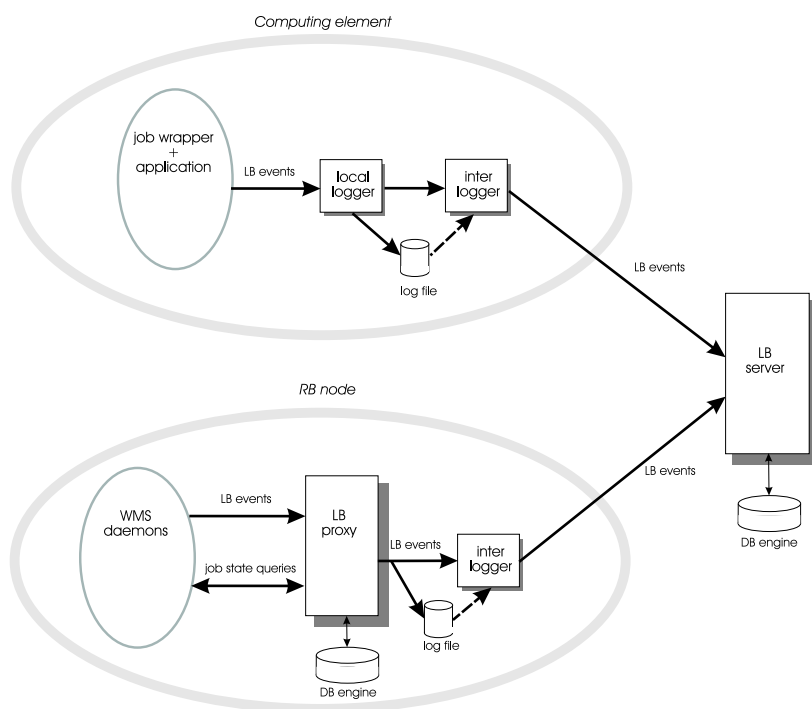 Computing element
job wrapper
+
application
LB events
local
logger
inter
logger
log file
LB events
LB
server
DB engine
RB node
WMS
daemons
LB events
job state queries
LB
proxy
LB events
inter
logger
log file
DB engine
LB events